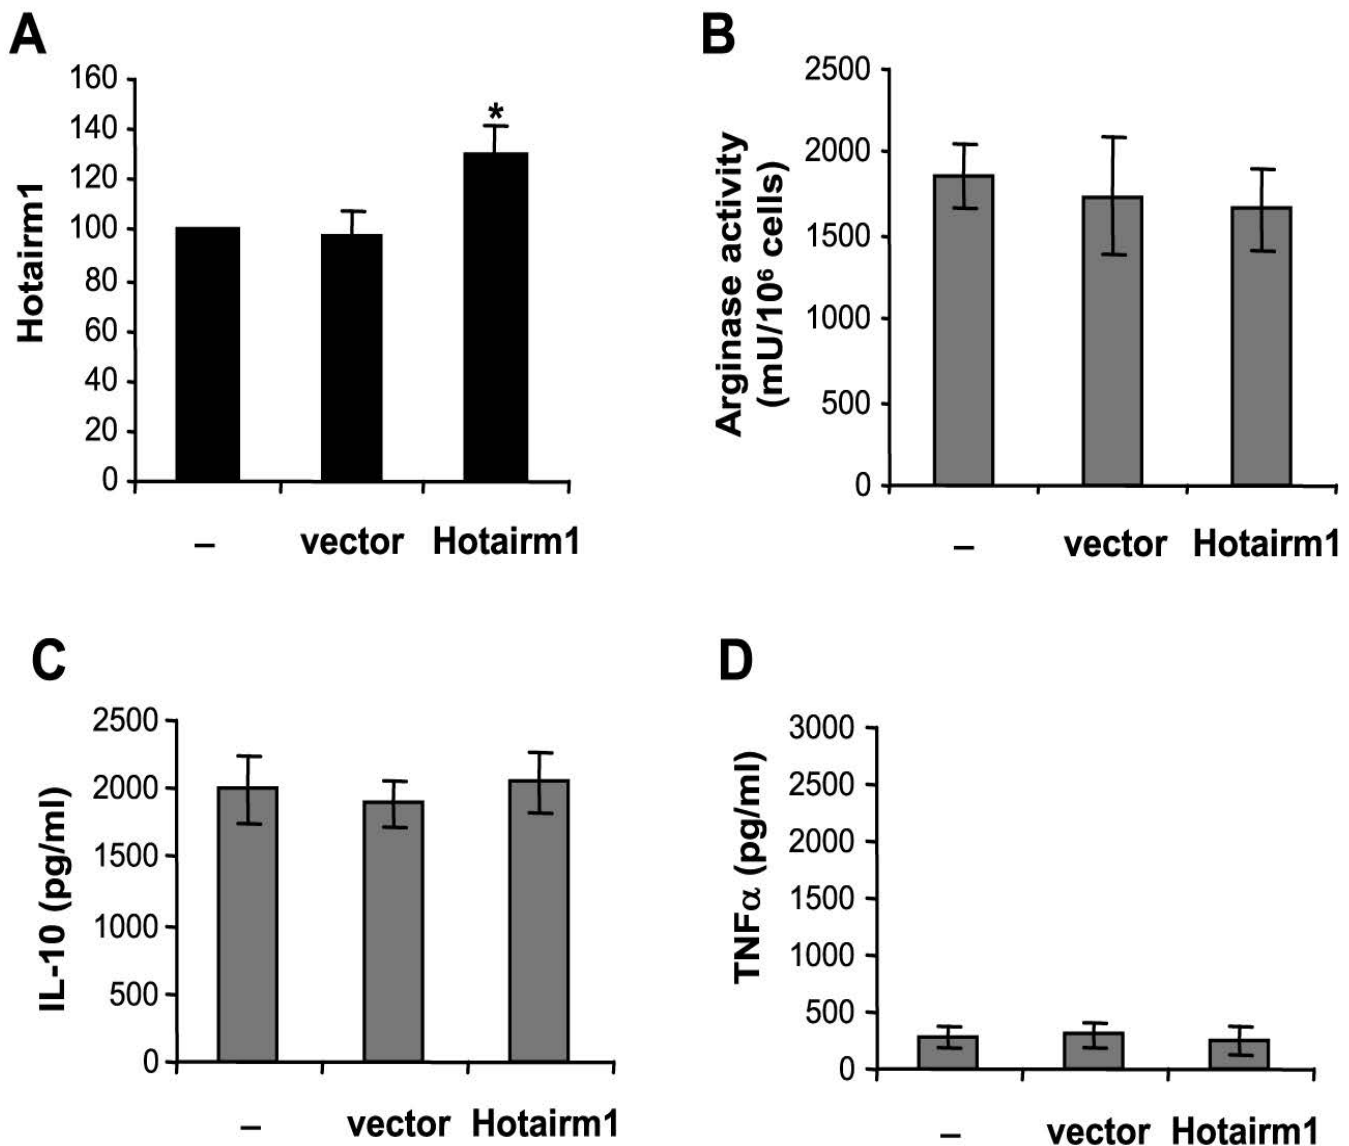 A
160
140
120
100
80
60
40
20
0
Hotairm1
*
– vector Hotairm1
B
2500
2000
1500
1000
500
0
Arginase activity
(mU/10⁶ cells)
– vector Hotairm1
C
2500
2000
1500
1000
500
0
IL-10 (pg/ml)
– vector Hotairm1
D
3000
2500
2000
1500
1000
500
0
TNFα (pg/ml)
– vector Hotairm1